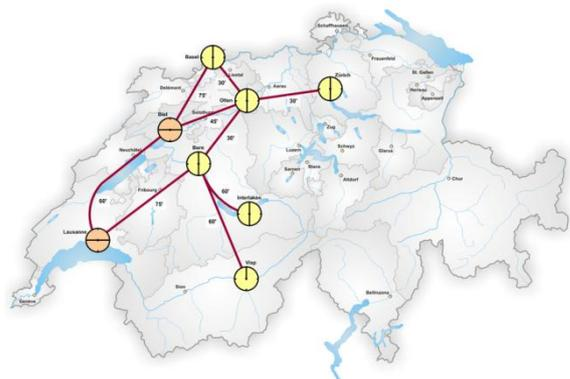 Schaffhausen
Basel
Liestal
Frauenfeld
Zürich
St. Gallen
Herisau
Appenzell
Delémont
75'
30'
Aarau
Olten
30'
Solothurn
45'
Biel
Zug
Neuchâtel
Bern
30'
Luzern
Schwyz
Glarus
Sarnen
Stans
Altdorf
Chur
Fribourg
60'
Interlaken
60'
75'
60'
Lausanne
Visp
Sion
Bellinzona
Genève